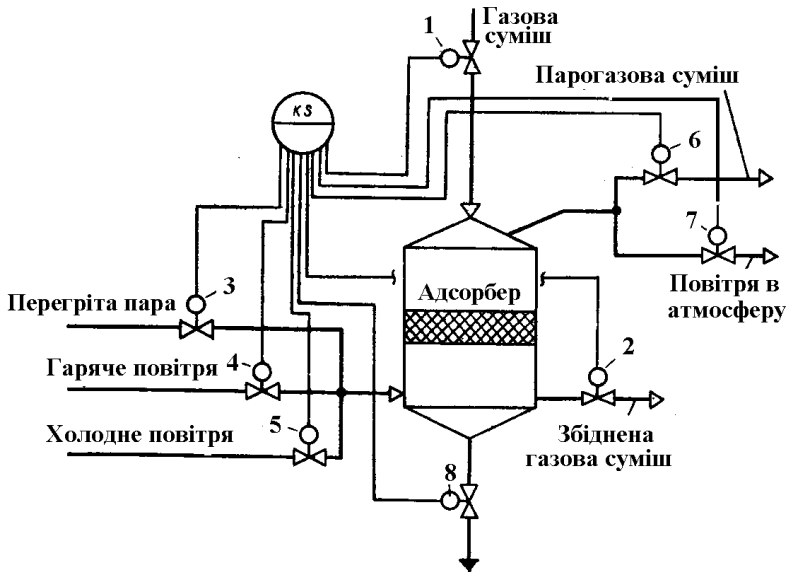 1
Газова
суміш
Парогазова суміш
KS
6
7
3
Перегріта пара
Адсорбер
Повітря в
атмосферу
2
Гаряче повітря
4
5
Холодне повітря
Збіднена
газова суміш
8